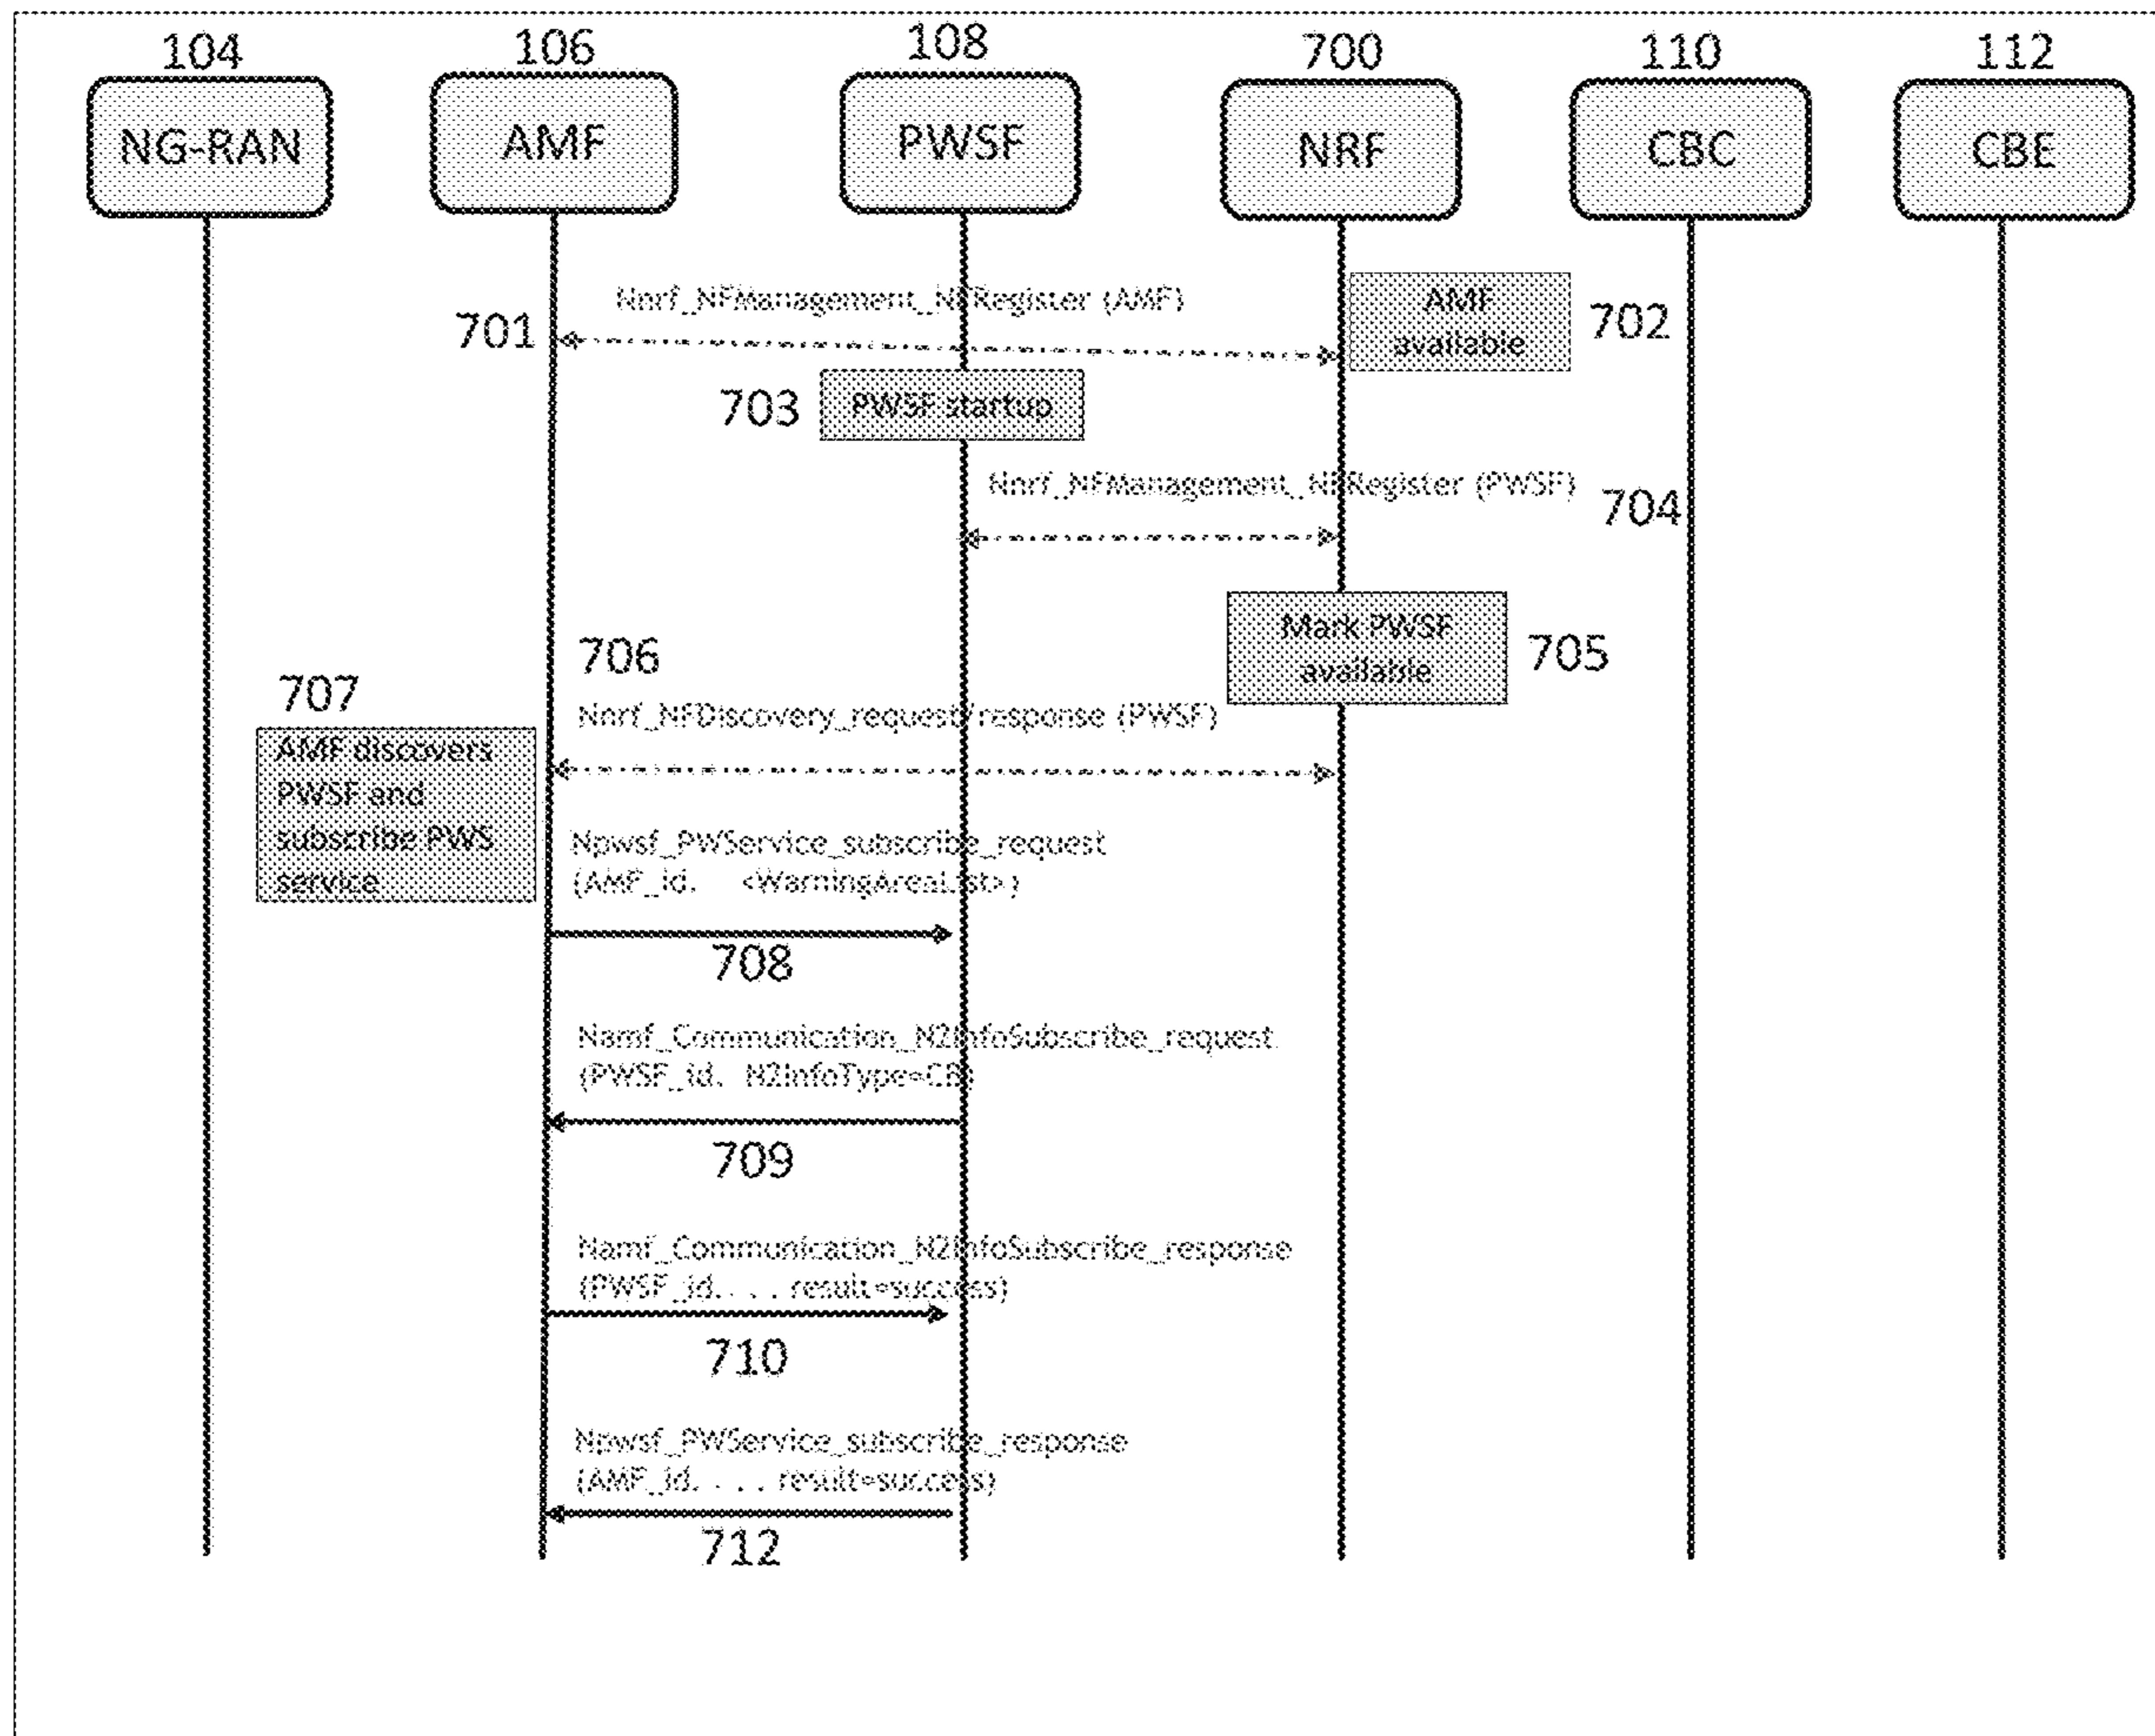 104
106
108
700
110
112
NG-RAN
AMF
PWSF
NRF
CBC
CBE
Nnrf_NFManagement_NFRegister (AMF)
701
AMF
available
702
703
PWSF startup
Nnrf_NFManagement_NFRegister (PWSF)
704
Mark PWSF
available
705
706
Nnrf_NFDiscovery_request/response (PWSF)
707
AMF discovers
PWSF and
subscribe PWS
service
Npwsf_PWService_subscribe_request
(AMF_id, <WarningAreaList>)
708
Namf_Communication_N2InfoSubscribe_request
(PWSF_id, N2InfoType=CB)
709
Namf_Communication_N2InfoSubscribe_response
(PWSF_id, . . . result=success)
710
Npwsf_PWService_subscribe_response
(AMF_id, . . . result=success)
712